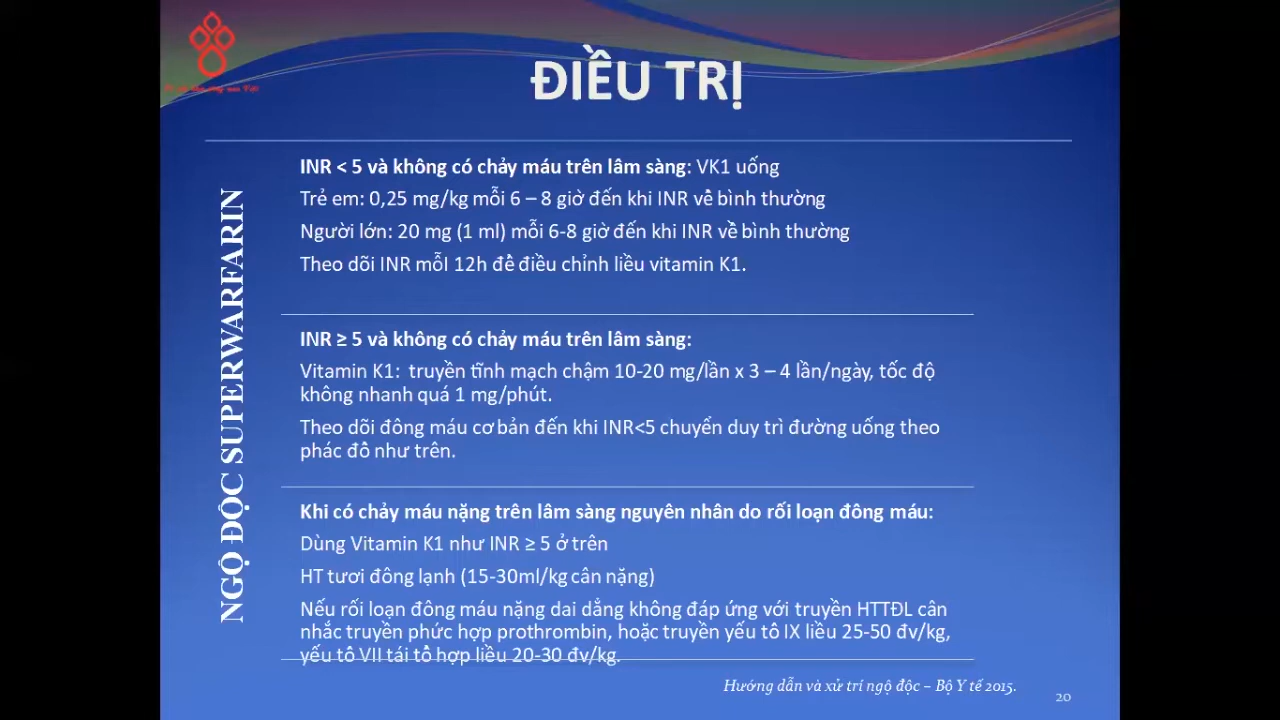 ĐIỀU TRỊ
NGỘ ĐỘC SUPERWARFARIN
INR < 5 và không có chảy máu trên lâm sàng: VK1 uống
Trẻ em: 0,25 mg/kg mỗi 6 – 8 giờ đến khi INR về bình thường
Người lớn: 20 mg (1 ml) mỗi 6-8 giờ đến khi INR về bình thường
Theo dõi INR mỗI 12h để điều chỉnh liều vitamin K1.
INR ≥ 5 và không có chảy máu trên lâm sàng:
Vitamin K1: truyền tĩnh mạch chậm 10-20 mg/lần x 3 – 4 lần/ngày, tốc độ
không nhanh quá 1 mg/phút.
Theo dõi đông máu cơ bản đến khi INR<5 chuyển duy trì đường uống theo
phác đồ như trên.
Khi có chảy máu nặng trên lâm sàng nguyên nhân do rối loạn đông máu:
Dùng Vitamin K1 như INR ≥ 5 ở trên
HT tươi đông lạnh (15-30ml/kg cân nặng)
Nếu rối loạn đông máu nặng dai dẳng không đáp ứng với truyền HTTĐL cân
nhắc truyền phức hợp prothrombin, hoặc truyền yếu tố IX liều 25-50 đv/kg,
yếu tố VII tái tổ hợp liều 20-30 đv/kg.
Hướng dẫn và xử trí ngộ độc – Bộ Y tế 2015.
20